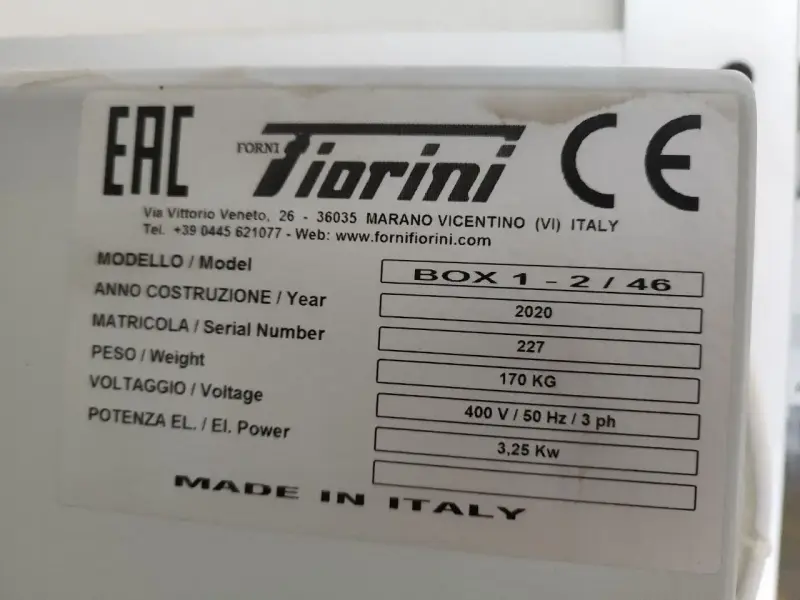 EAC FORNI Fiorini CE
Via Vittorio Veneto, 26 - 36035 MARANO VICENTINO (VI) ITALY
Tel. +39 0445 621077 - Web: www.fornifiorini.com
MODELLO / Model BOX 1 - 2 / 46
ANNO COSTRUZIONE / Year 2020
MATRICOLA / Serial Number 227
PESO / Weight 170 KG
VOLTAGGIO / Voltage 400 V / 50 Hz / 3 ph
POTENZA EL. / El. Power 3,25 Kw
MADE IN ITALY